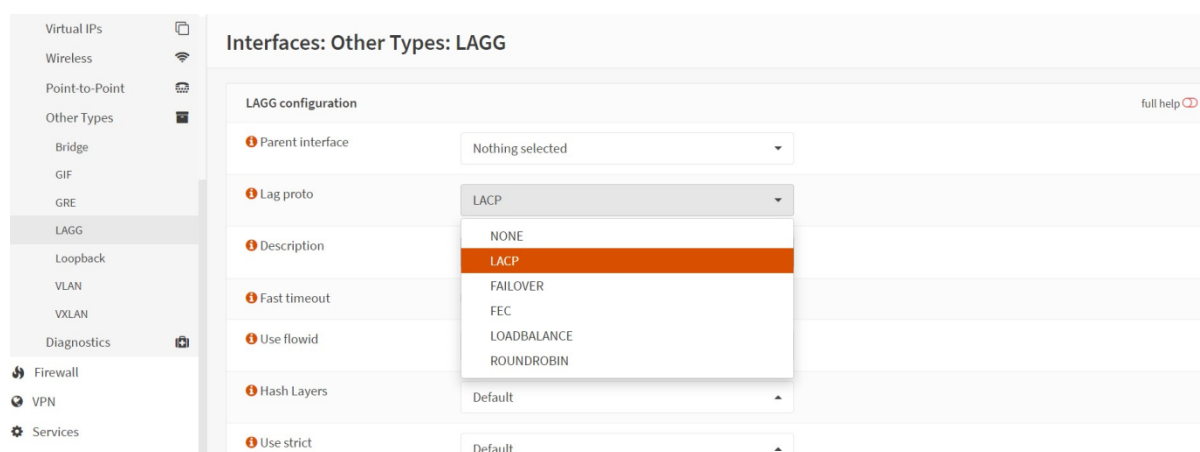 Virtual IPs
Wireless
Point-to-Point
Other Types
Bridge
GIF
GRE
LAGG
Loopback
VLAN
VXLAN
Diagnostics
Firewall
VPN
Services
Interfaces: Other Types: LAGG
LAGG configuration
full help
Parent interface
Nothing selected
Lag proto
LACP
NONE
LACP
FAILOVER
FEC
LOADBALANCE
ROUNDROBIN
Description
Fast timeout
Use flowid
Hash Layers
Default
Use strict
Default